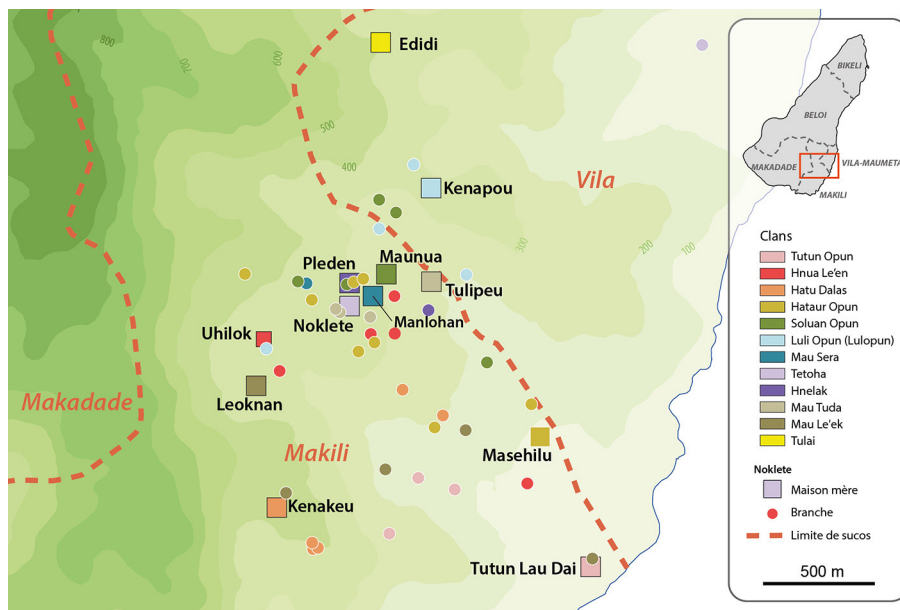 800
700
600
500
400
300
200
100
Edidi
Kenapou
Vila
Pleden
Maunua
Tulipeu
Noklete
Manlohan
Uhilok
Leoknan
Makadade
Makili
Masehilu
Kenakeu
Tutun Lau Dai
BIKELI
BELOI
MAKADADE
VILA-MAUMETA
MAKILI
Clans
Tutun Opun
Hnua Le'en
Hatu Dalas
Hataur Opun
Soluan Opun
Luli Opun (Lulopun)
Mau Sera
Tetoha
Hnelak
Mau Tuda
Mau Le'ek
Tulai
Noklete
Maison mère
Branche
Limite de sucos
500 m